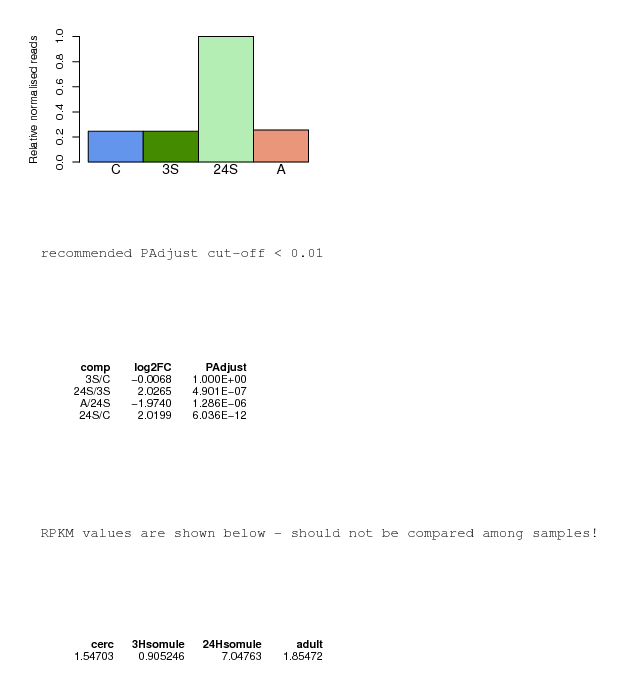 Relative normalised reads
1.0
0.8
0.6
0.4
0.2
0.0
C 3S 24S A
recommended PAdjust cut-off < 0.01
comp log2FC PAdjust
3S/C −0.0068 1.000E+00
24S/3S 2.0265 4.901E−07
A/24S −1.9740 1.286E−06
24S/C 2.0199 6.036E−12
RPKM values are shown below - should not be compared among samples!
cerc 3Hsomule 24Hsomule adult
1.54703 0.905246 7.04763 1.85472